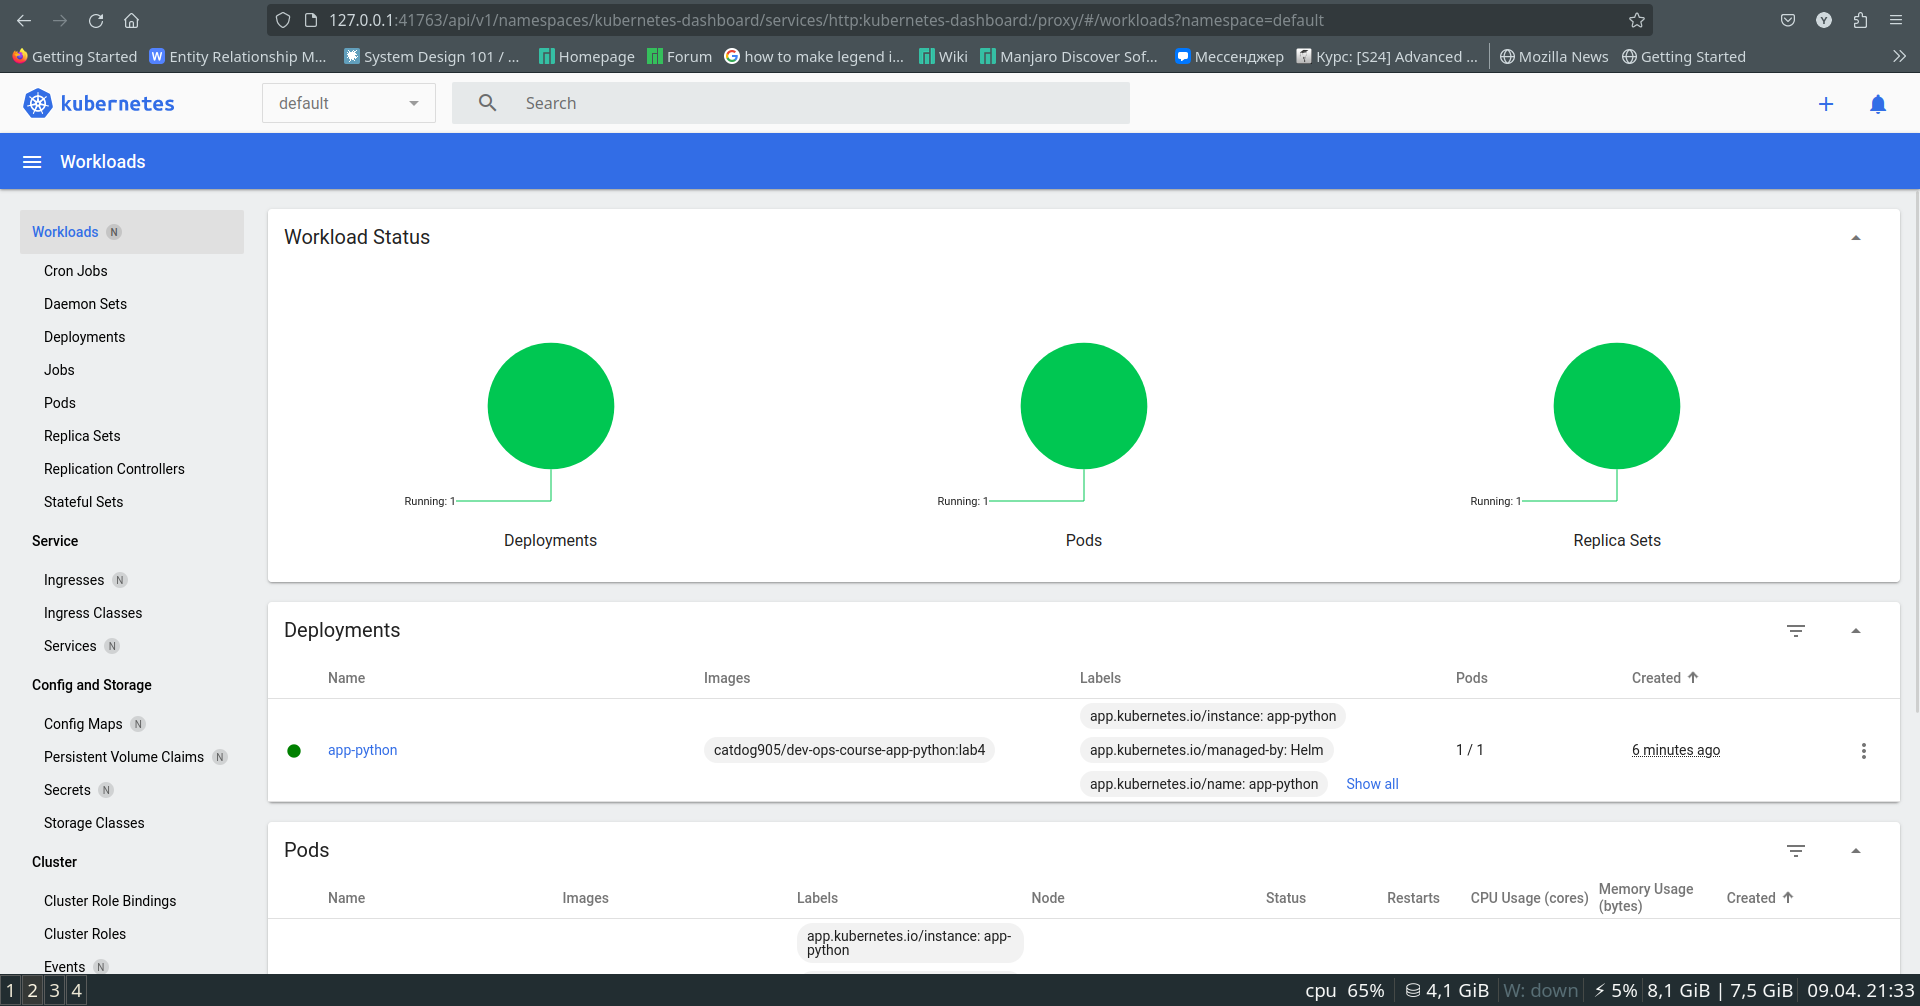 127.0.0.1:41763/api/v1/namespaces/kubernetes-dashboard/services/http:kubernetes-dashboard:/proxy/#/workloads?namespace=default
Getting Started Entity Relationship M... System Design 101 / ... Homepage Forum how to make legend i... Wiki Manjaro Discover Sof... Мессенджер Курс: [S24] Advanced ... Mozilla News Getting Started
kubernetes default Search
Workloads
Workloads N
Cron Jobs
Daemon Sets
Deployments
Jobs
Pods
Replica Sets
Replication Controllers
Stateful Sets
Service
Ingresses N
Ingress Classes
Services N
Config and Storage
Config Maps N
Persistent Volume Claims N
Secrets N
Storage Classes
Cluster
Cluster Role Bindings
Cluster Roles
Events N
Workload Status
Running: 1 Running: 1 Running: 1
Deployments Pods Replica Sets
Deployments
Name Images Labels Pods Created
app.kubernetes.io/instance: app-python
app-python catdog905/dev-ops-course-app-python:lab4 app.kubernetes.io/managed-by: Helm 1 / 1 6 minutes ago
app.kubernetes.io/name: app-python Show all
Pods
Name Images Labels Node Status Restarts CPU Usage (cores) Memory Usage (bytes) Created
app.kubernetes.io/instance: app-
python
1 2 3 4 cpu 65% 4,1 GiB W: down ⚡ 5% 8,1 GiB | 7,5 GiB 09.04. 21:33